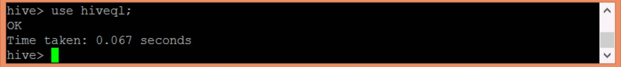 hive> use hiveql;
OK
Time taken: 0.067 seconds
hive>